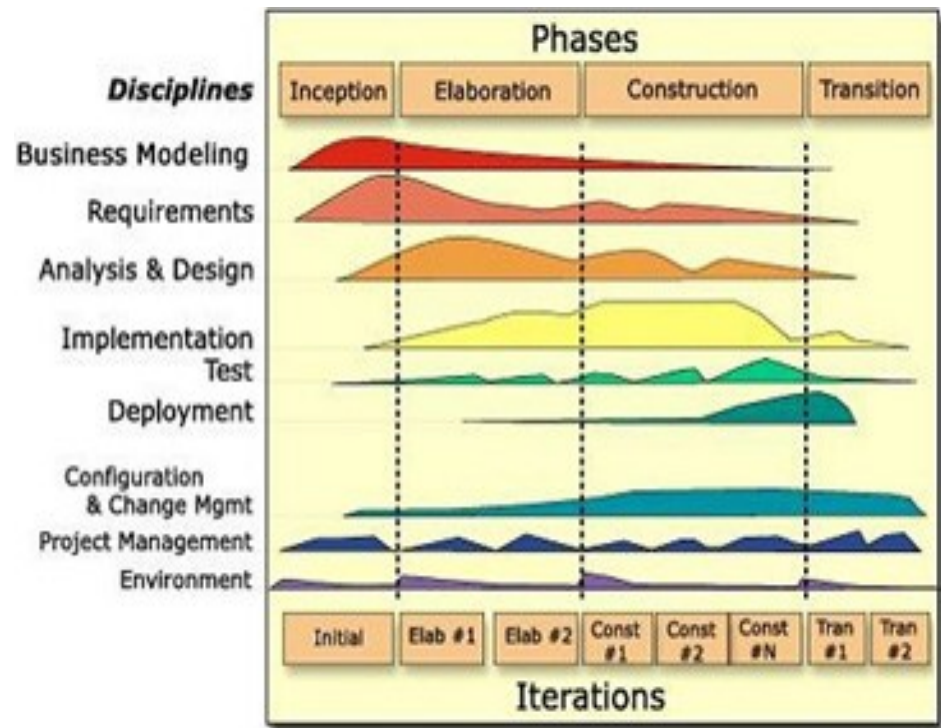 Phases
Disciplines Inception Elaboration Construction Transition
Business Modeling
Requirements
Analysis & Design
Implementation
Test
Deployment
Configuration
& Change Mgmt
Project Management
Environment
Initial Elab #1 Elab #2 Const Const Const Tran Tran
#1 #2 #N #1 #2
Iterations